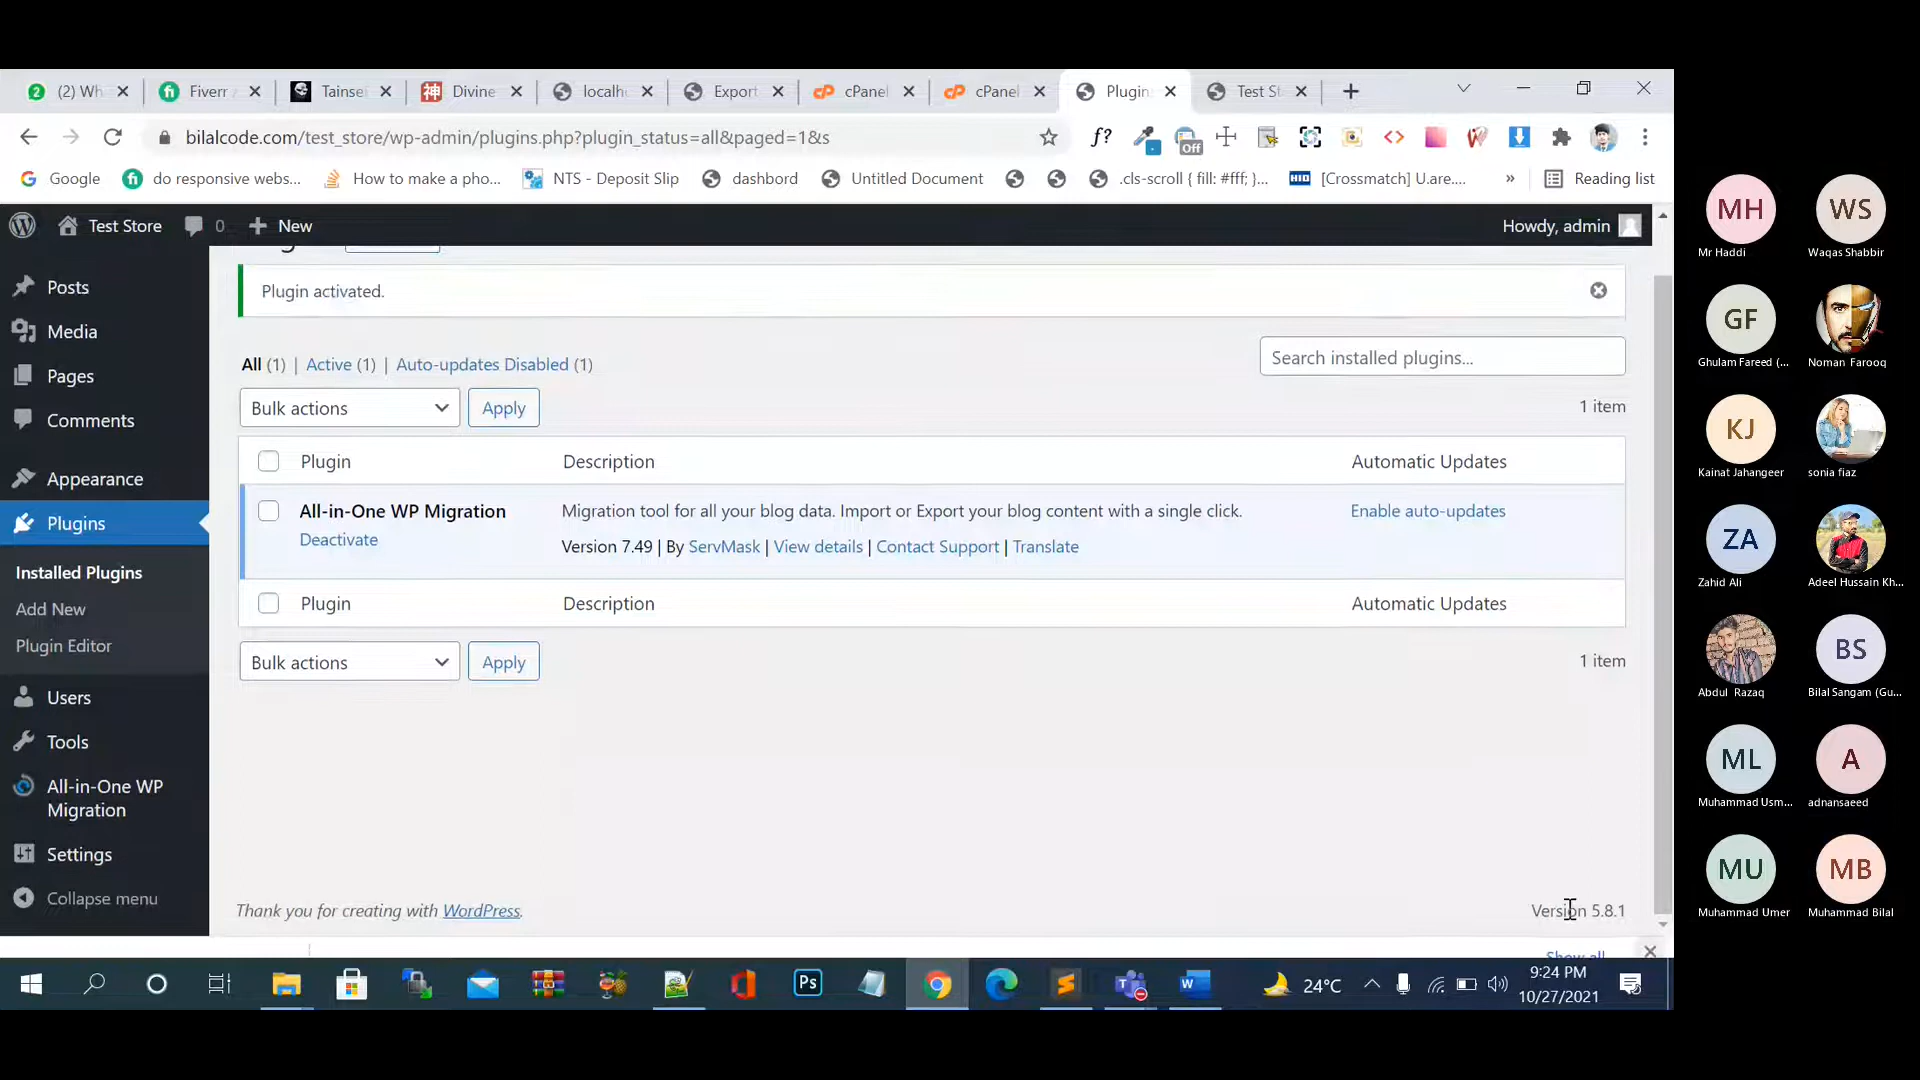 (2) Wh
Fiverr
Tainse
Divine
localh
Export
cPanel
cPanel
Plugin
Test St
bilalcode.com/test_store/wp-admin/plugins.php?plugin_status=all&paged=1&s
f?
Off
Google
do responsive webs...
How to make a pho...
NTS - Deposit Slip
dashbord
Untitled Document
.cls-scroll { fill: #fff; }...
HID
[Crossmatch] U.are....
»
Reading list
Test Store
0
New
Howdy, admin
Posts
Media
Pages
Comments
Appearance
Plugins
Installed Plugins
Add New
Plugin Editor
Users
Tools
All-in-One WP
Migration
Settings
Collapse menu
Plugin activated.
All (1) | Active (1) | Auto-updates Disabled (1)
Search installed plugins...
Bulk actions
Apply
1 item
Plugin
Description
Automatic Updates
All-in-One WP Migration
Deactivate
Migration tool for all your blog data. Import or Export your blog content with a single click.
Version 7.49 | By ServMask | View details | Contact Support | Translate
Enable auto-updates
Plugin
Description
Automatic Updates
Bulk actions
Apply
1 item
Thank you for creating with WordPress.
Version 5.8.1
Show all
Ps
24°C
9:24 PM
10/27/2021
MH
Mr Haddi
WS
Waqas Shabbir
GF
Ghulam Fareed (...
Noman Farooq
KJ
Kainat Jahangeer
sonia fiaz
ZA
Zahid Ali
Adeel Hussain Kh...
Abdul Razaq
BS
Bilal Sangam (Gu...
ML
Muhammad Usm...
A
adnansaeed
MU
Muhammad Umer
MB
Muhammad Bilal